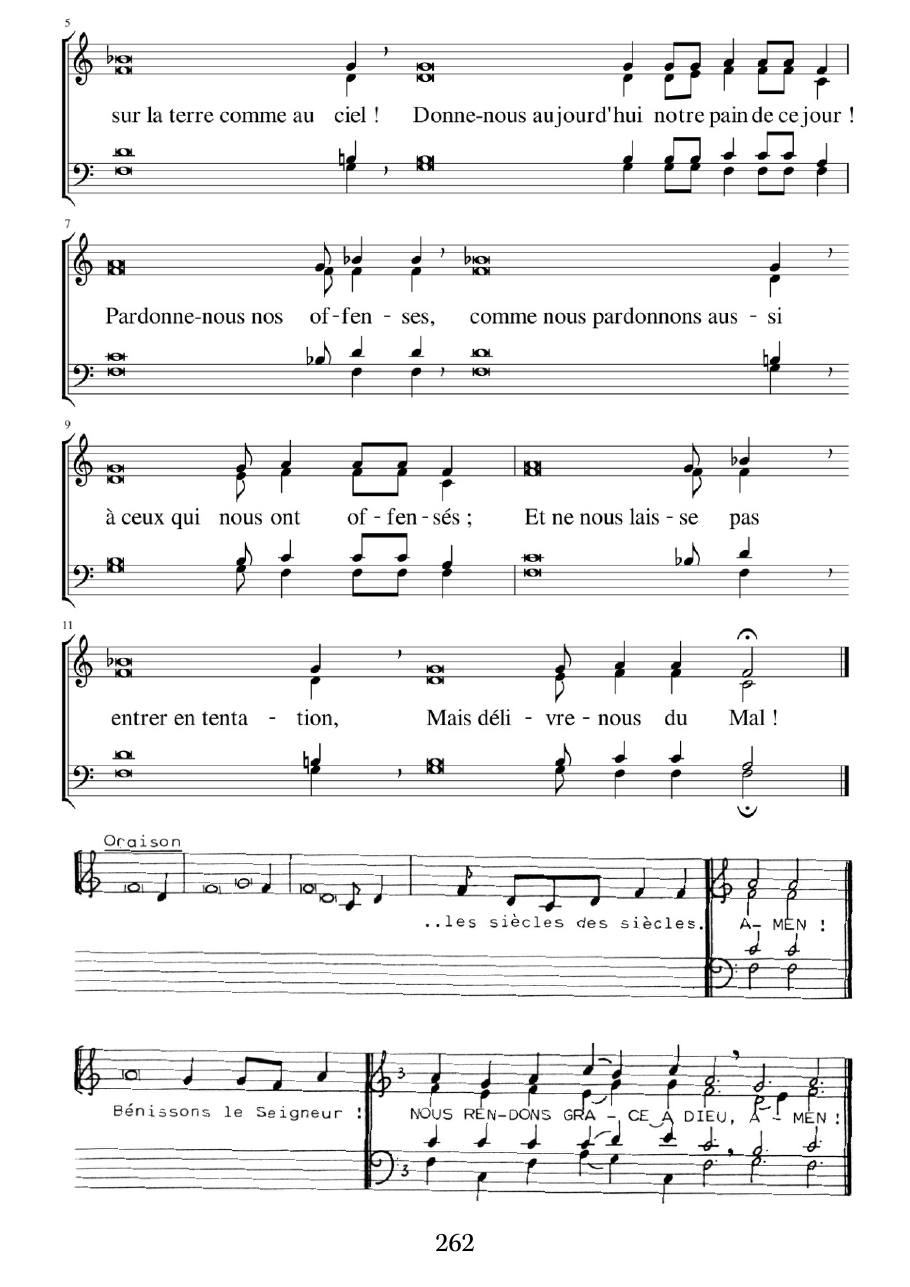 5
sur la terre comme au ciel ! Donne-nous aujourd'hui notre pain de ce jour !
7
Pardonne-nous nos of-fen - ses, comme nous pardonnons aus - si
9
à ceux qui nous ont of - fen - sés ; Et ne nous lais - se pas
11
entrer en tenta - tion, Mais déli - vre - nous du Mal !
Oraison
..les siècles des siècles. A- MEN !
3
Bénissons le Seigneur ! NOUS REN-DONS GRA - CE A DIEU, A - MEN !
3
262